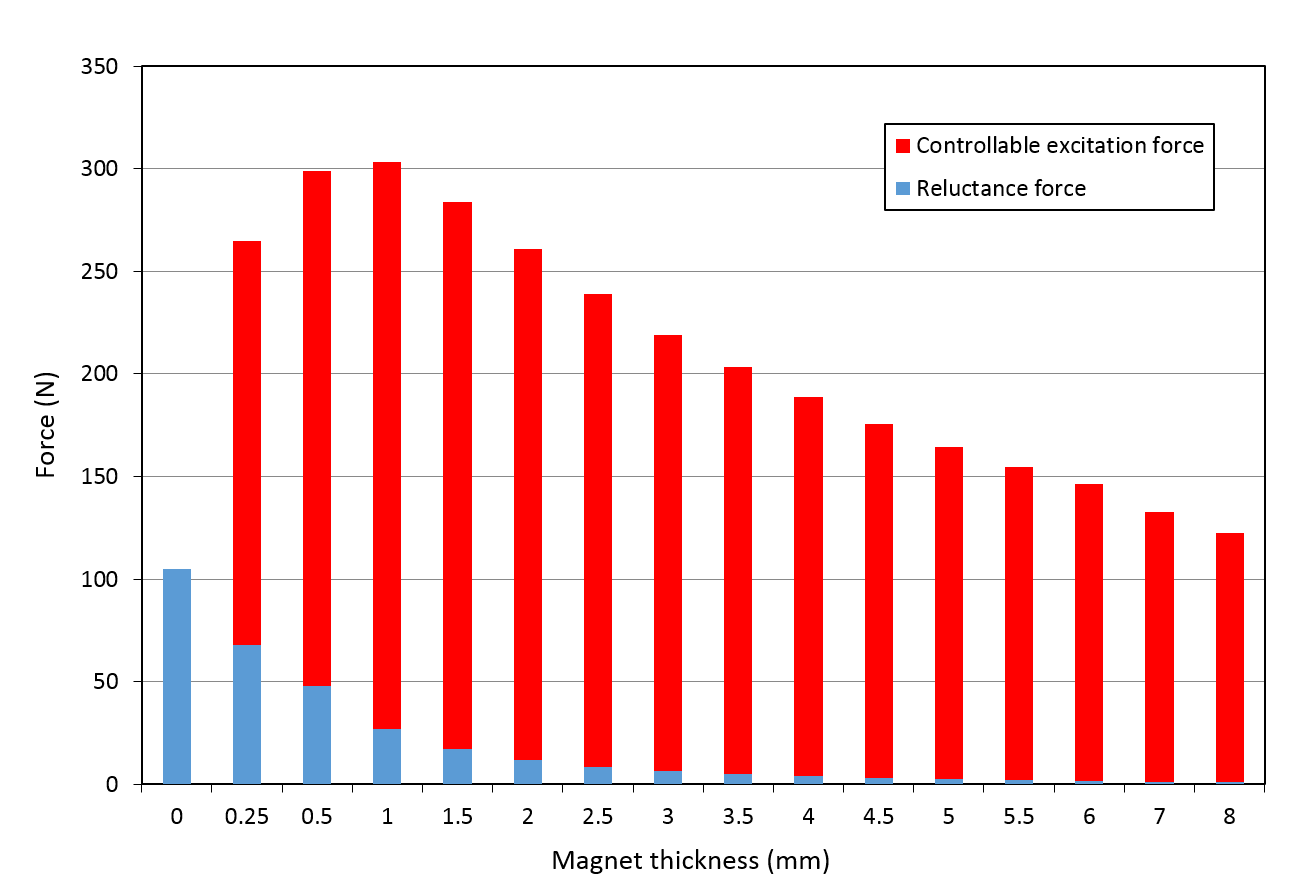 350
300
250
200
150
100
50
0
Force (N)
Controllable excitation force
Reluctance force
0 0.25 0.5 1 1.5 2 2.5 3 3.5 4 4.5 5 5.5 6 7 8
Magnet thickness (mm)